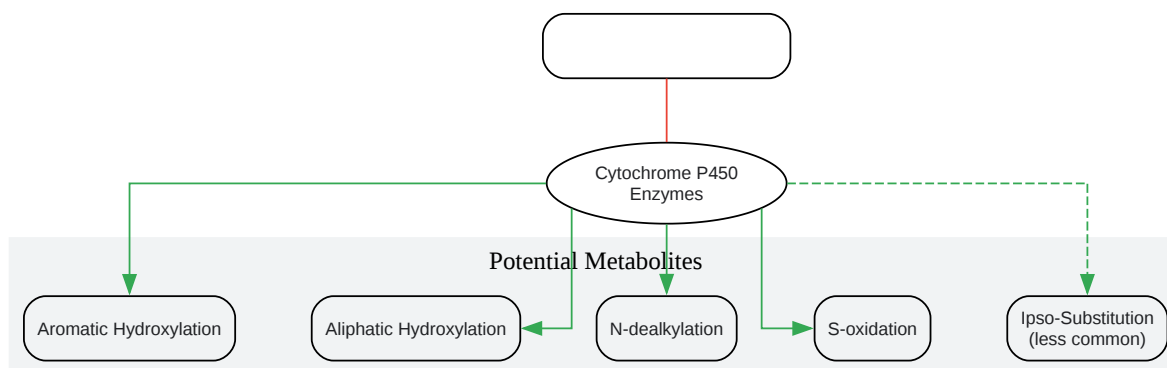 Cytochrome P450
Enzymes
Potential Metabolites
Aromatic Hydroxylation
Aliphatic Hydroxylation
N-dealkylation
S-oxidation
Ipso-Substitution
(less common)